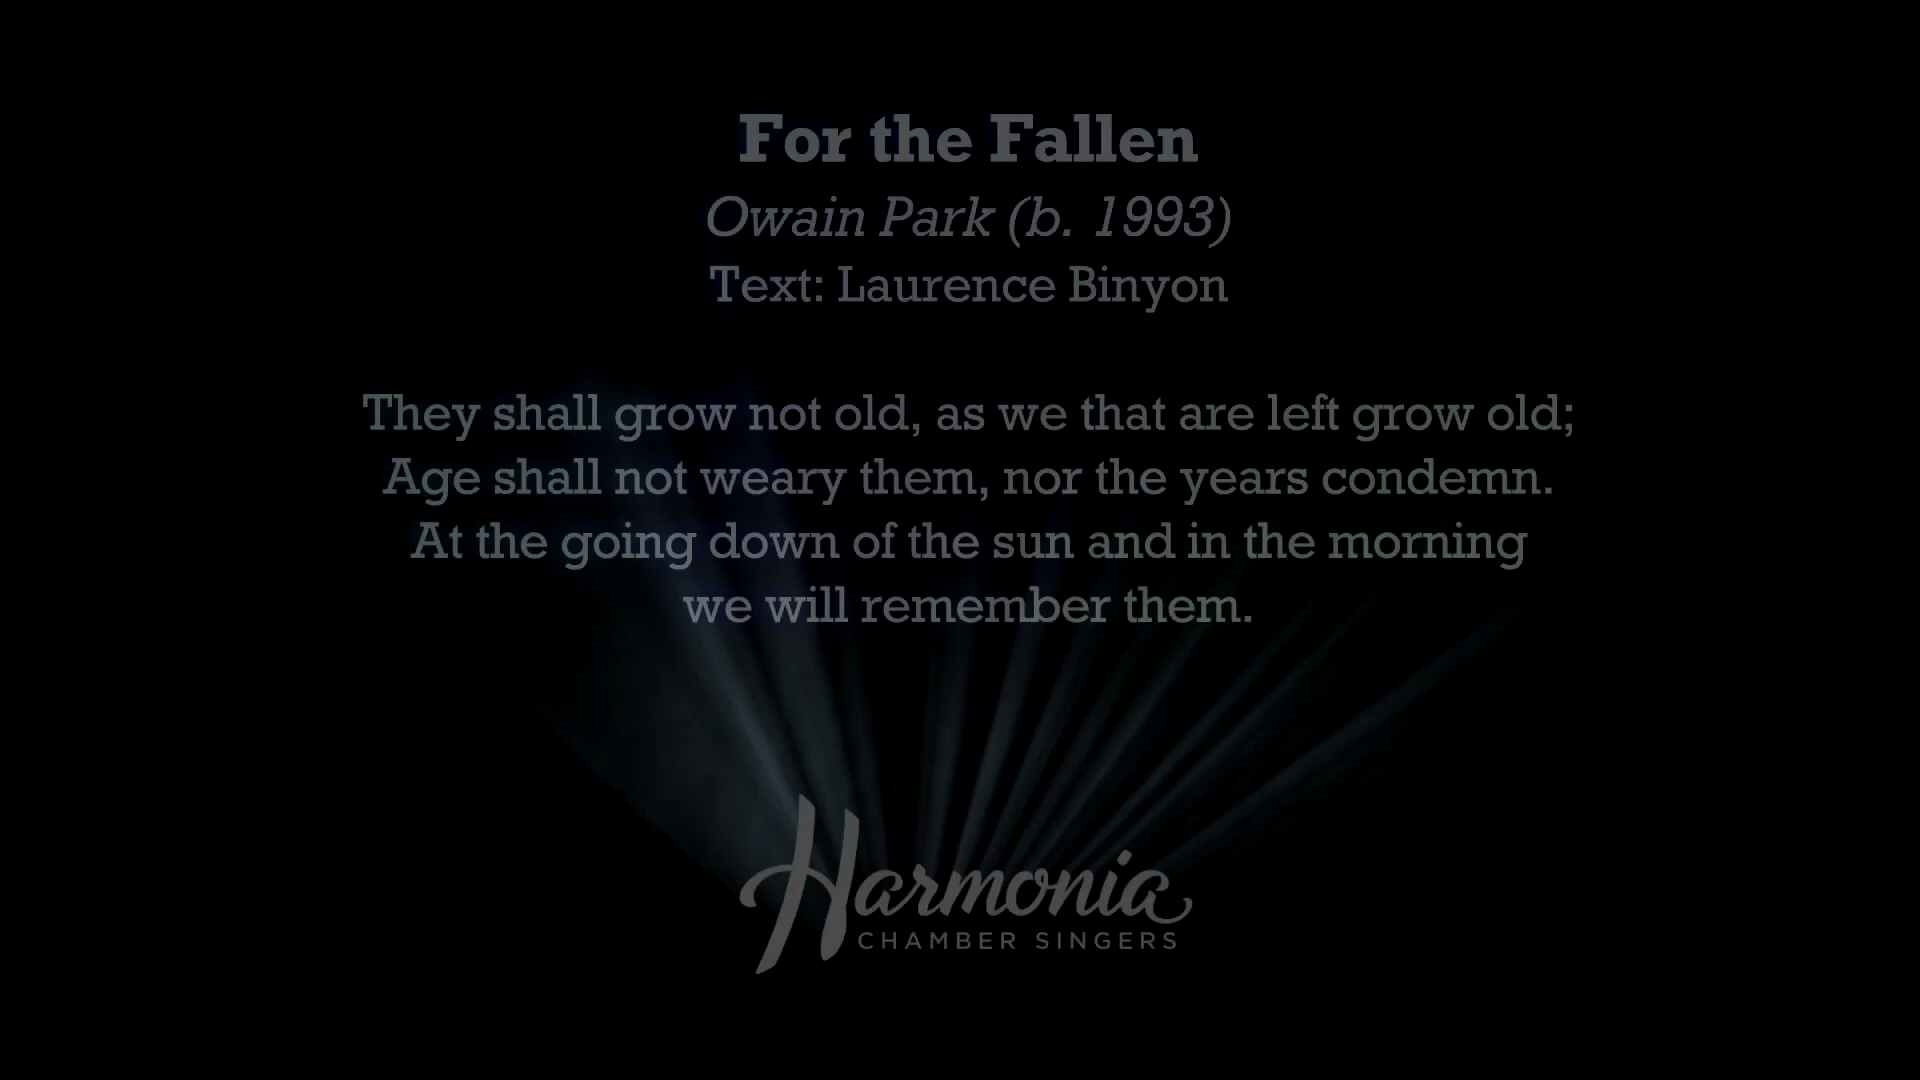 For the Fallen
Owain Park (b. 1993)
Text: Laurence Binyon
They shall grow not old, as we that are left grow old;
Age shall not weary them, nor the years condemn.
At the going down of the sun and in the morning
we will remember them.
Harmonia
CHAMBER SINGERS